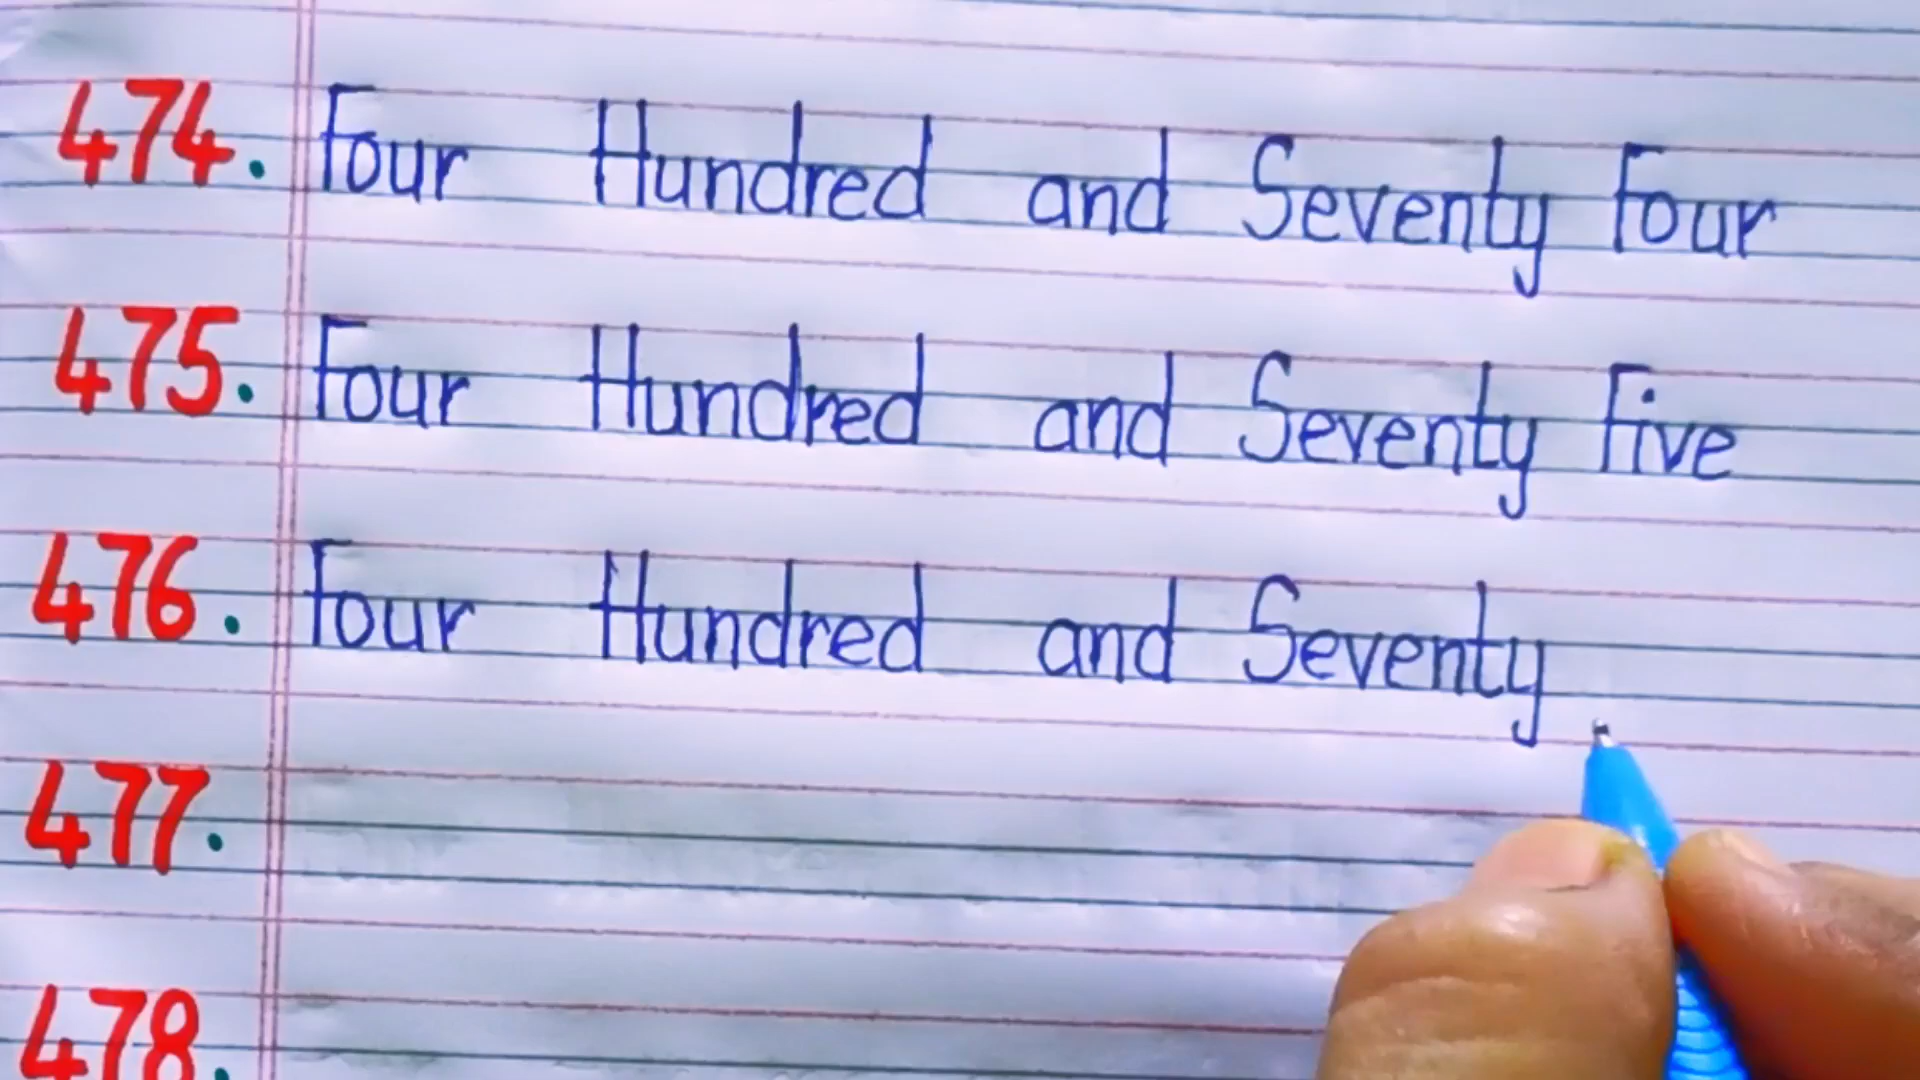 474. Four Hundred and Seventy Four
475. Four Hundred and Seventy Five
476. Four Hundred and Seventy
477.
478.